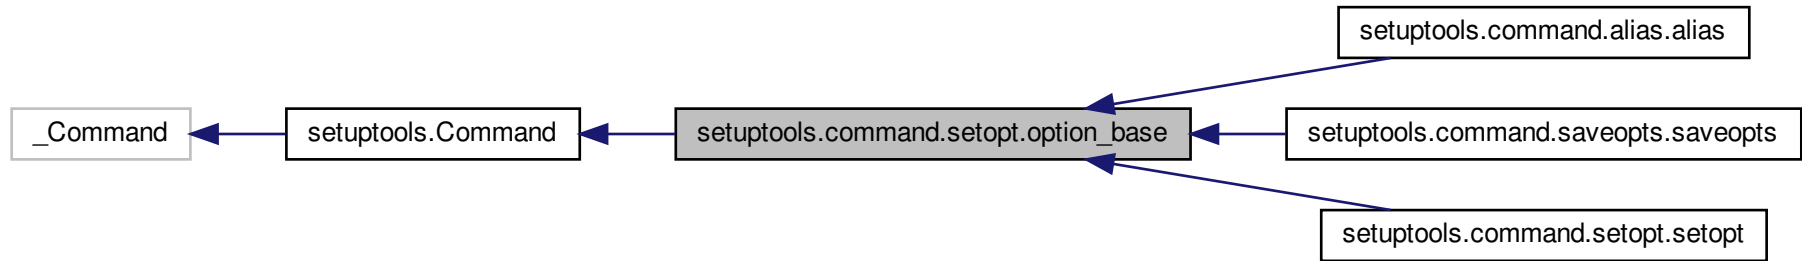 setuptools.command.alias.alias
_Command
setuptools.Command
setuptools.command.setopt.option_base
setuptools.command.saveopts.saveopts
setuptools.command.setopt.setopt